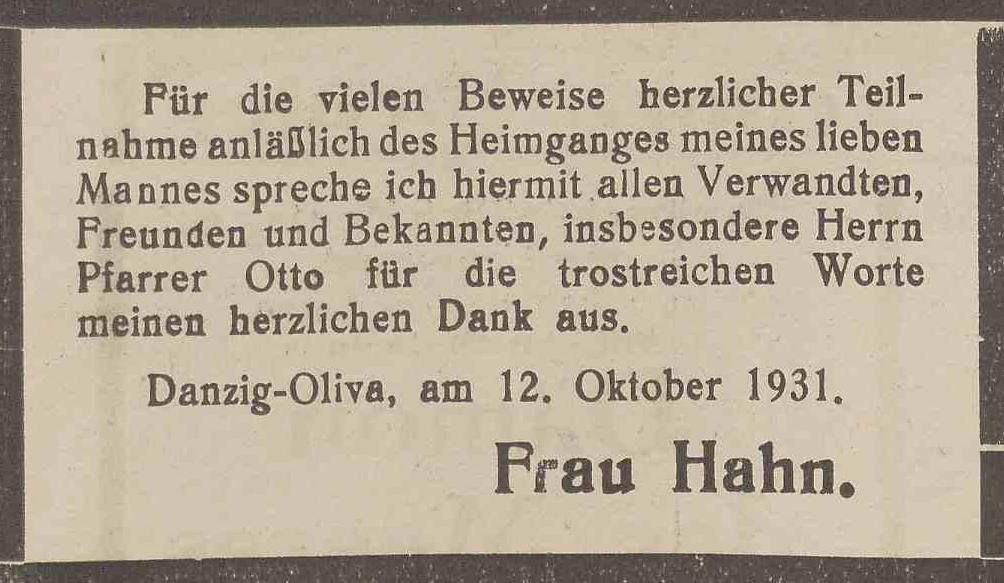 Für die vielen Beweise herzlicher Teil-
nahme anläßlich des Heimganges meines lieben
Mannes spreche ich hiermit allen Verwandten,
Freunden und Bekannten, insbesondere Herrn
Pfarrer Otto für die trostreichen Worte
meinen herzlichen Dank aus.
Danzig-Oliva, am 12. Oktober 1931.
Frau Hahn.